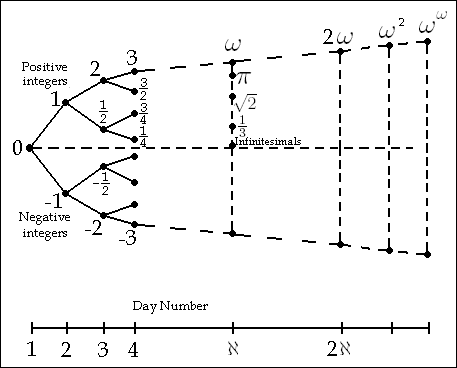 ω 2ω ω² ω^ω
Positive
integers
1 2 3
3/2
1/2 3/4
1/4
π
√2
1/3
Infinitesimals
0
-1 -1/2
-2 -3
Negative
integers
Day Number
1 2 3 4 ℵ 2ℵ